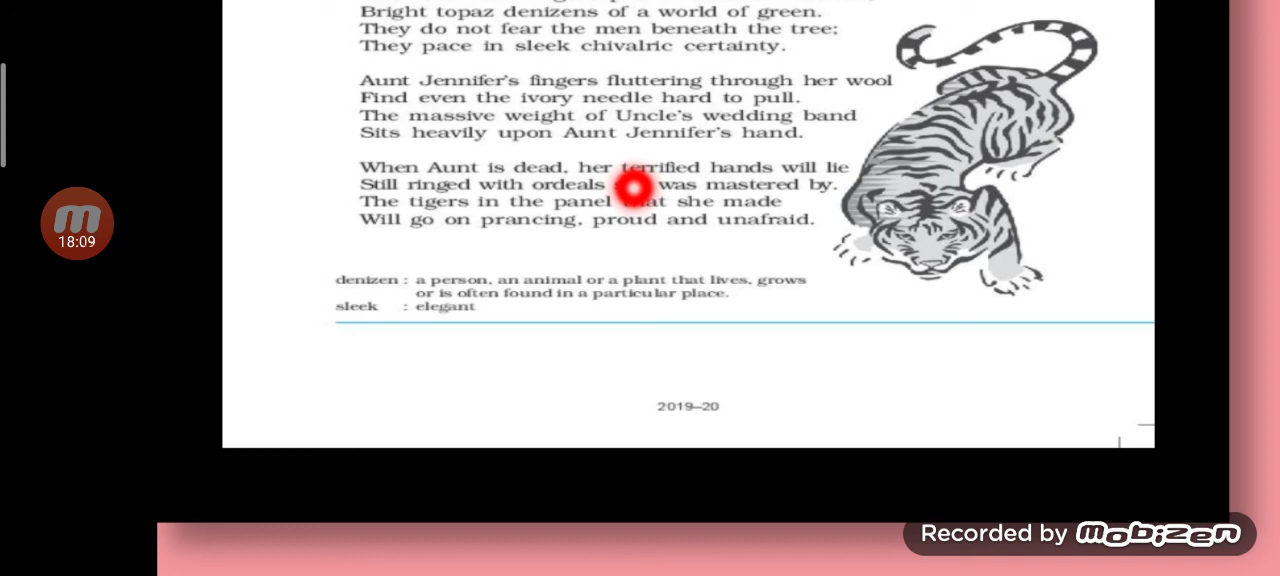 Bright topaz denizens of a world of green.
They do not fear the men beneath the tree;
They pace in sleek chivalric certainty.
Aunt Jennifer's fingers fluttering through her wool
Find even the ivory needle hard to pull.
The massive weight of Uncle's wedding band
Sits heavily upon Aunt Jennifer's hand.
When Aunt is dead, her terrified hands will lie
Still ringed with ordeals was mastered by.
The tigers in the panel that she made
Will go on prancing, proud and unafraid.
denizen : a person, an animal or a plant that lives, grows
or is often found in a particular place.
sleek : elegant
2019–20
18:09
Recorded by mobizen